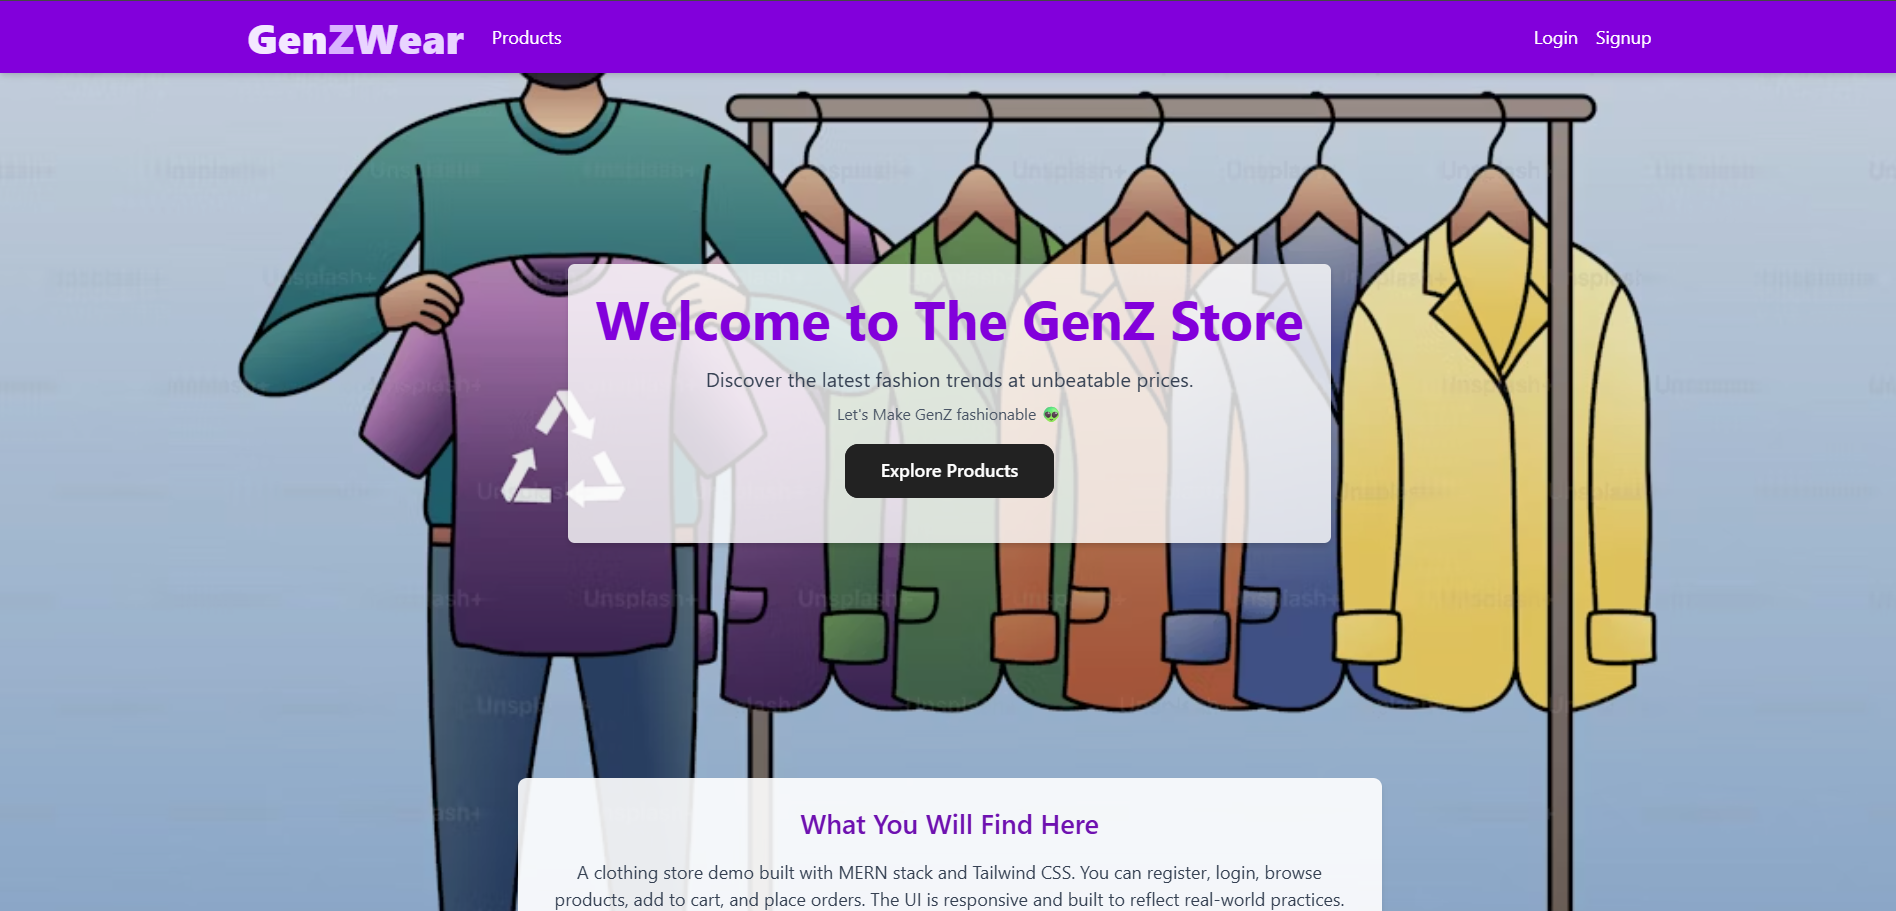 GenZWear Products Login Signup
Welcome to The GenZ Store
Discover the latest fashion trends at unbeatable prices.
Let's Make GenZ fashionable 👽
Explore Products
What You Will Find Here
A clothing store demo built with MERN stack and Tailwind CSS. You can register, login, browse
products, add to cart, and place orders. The UI is responsive and built to reflect real-world practices.
Unsplash+